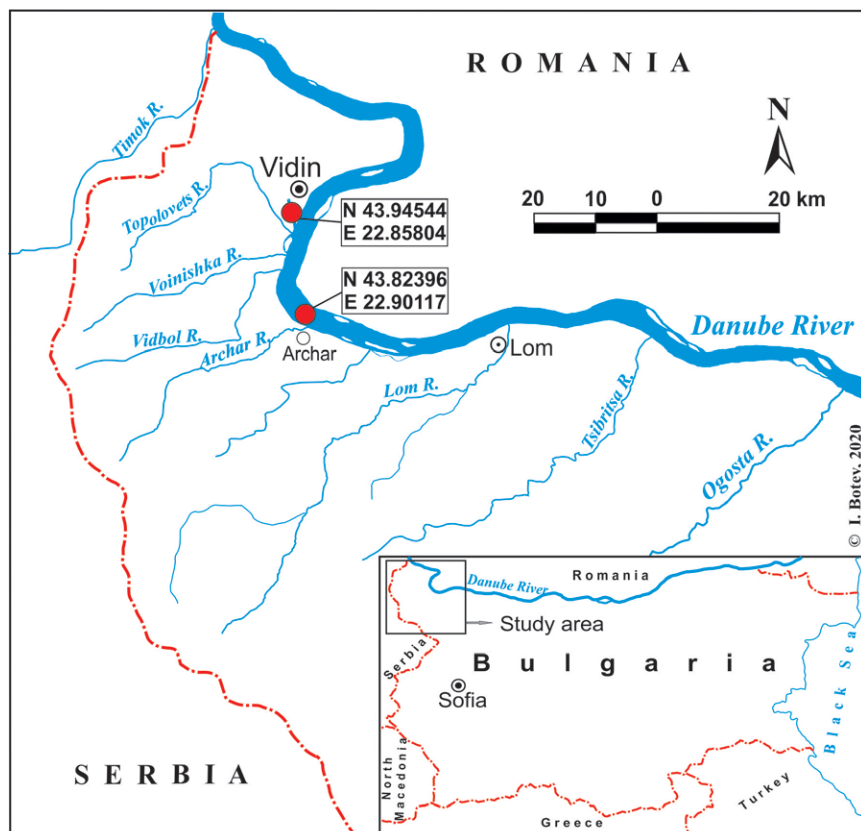 ROMANIA
N
Timok R.
Vidin
Topolovets R.
20 10 0 20 km
N 43.94544
E 22.85804
Voinishka R.
N 43.82396
E 22.90117
Vidbol R.
Archar R.
Archar
Danube River
Lom
Lom R.
Tsibritsa R.
Ogosta R.
© I. Botev, 2020
SERBIA
Danube River
Romania
Study area
Serbia
Bulgaria
Sofia
Black Sea
North
Macedonia
Turkey
Greece